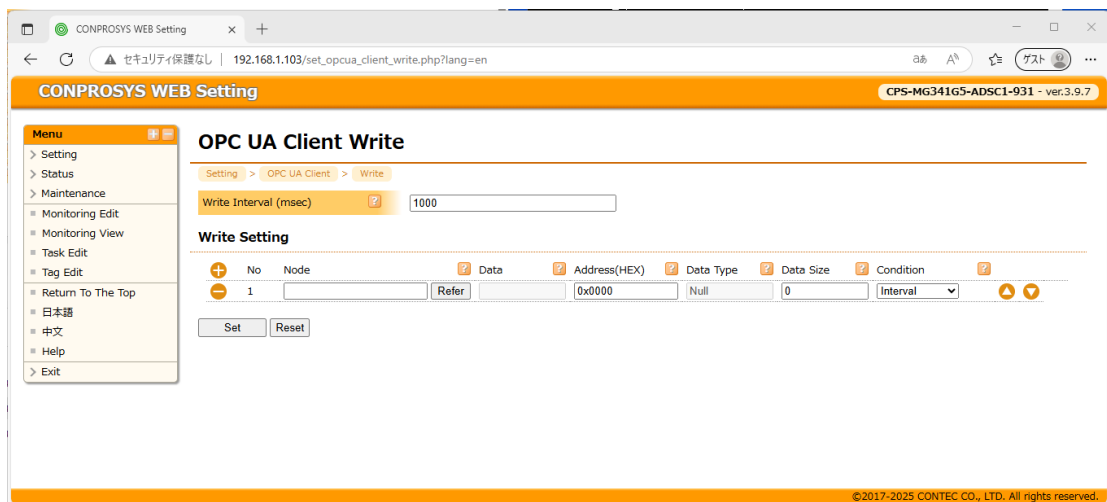 CONPROSYS WEB Setting
セキュリティ保護なし | 192.168.1.103/set_opcua_client_write.php?lang=en
aあ
A
ゲスト
CONPROSYS WEB Setting
CPS-MG341G5-ADSC1-931 - ver.3.9.7
Menu
Setting
Status
Maintenance
Monitoring Edit
Monitoring View
Task Edit
Tag Edit
Return To The Top
日本語
中文
Help
Exit
OPC UA Client Write
Setting > OPC UA Client > Write
Write Interval (msec) ? 1000
Write Setting
No Node ? Data ? Address(HEX) ? Data Type ? Data Size ? Condition ?
1 Refer 0x0000 Null 0 Interval
Set Reset
©2017-2025 CONTEC CO., LTD. All rights reserved.